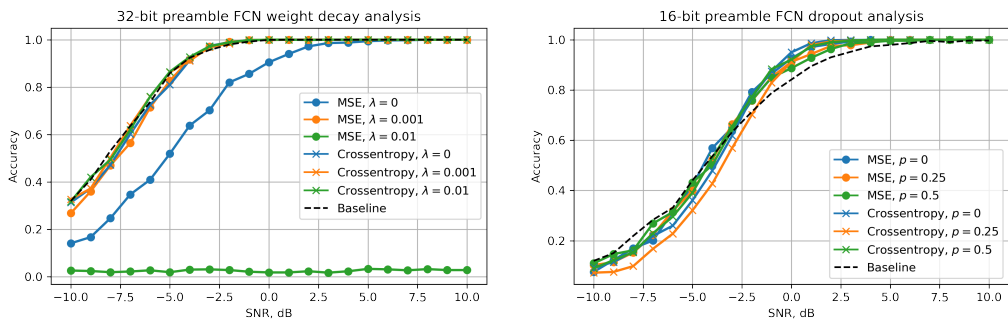 32-bit preamble FCN weight decay analysis
1.0
0.8
0.6
0.4
0.2
0.0
Accuracy
MSE, λ = 0
MSE, λ = 0.001
MSE, λ = 0.01
Crossentropy, λ = 0
Crossentropy, λ = 0.001
Crossentropy, λ = 0.01
Baseline
−10.0 −7.5 −5.0 −2.5 0.0 2.5 5.0 7.5 10.0
SNR, dB
16-bit preamble FCN dropout analysis
1.0
0.8
0.6
0.4
0.2
Accuracy
MSE, p = 0
MSE, p = 0.25
MSE, p = 0.5
Crossentropy, p = 0
Crossentropy, p = 0.25
Crossentropy, p = 0.5
Baseline
−10.0 −7.5 −5.0 −2.5 0.0 2.5 5.0 7.5 10.0
SNR, dB